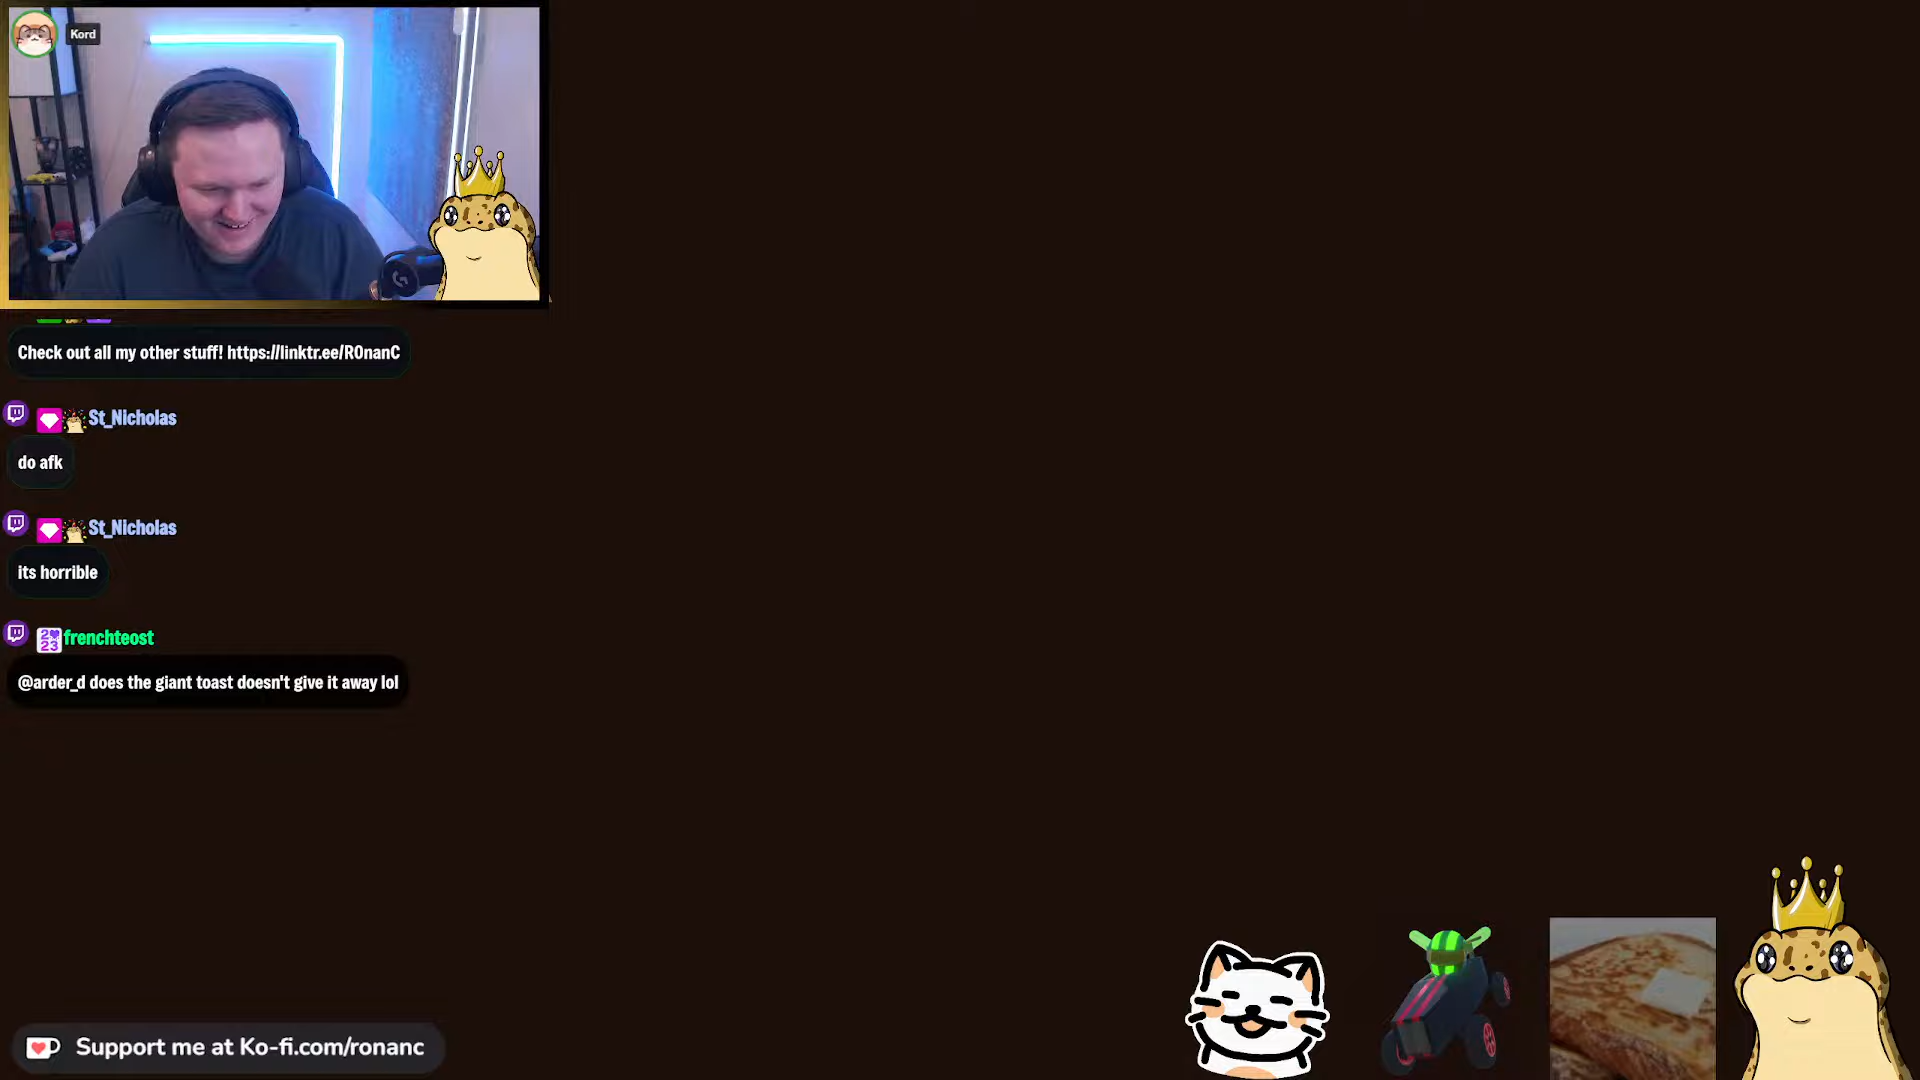 Kord
Check out all my other stuff! https://linktr.ee/R0nanC
St_Nicholas
do afk
St_Nicholas
its horrible
2023
frenchteost
@arder_d does the giant toast doesn't give it away lol
Support me at Ko-fi.com/ronanc